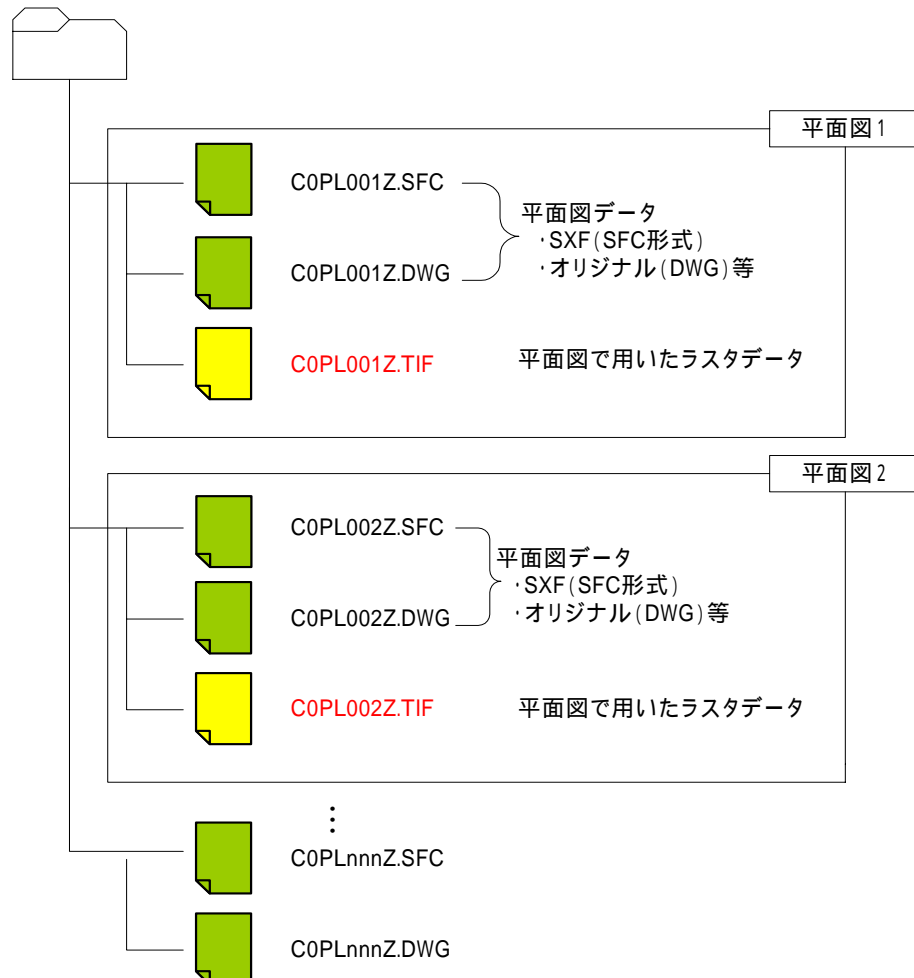 平面図1
C0PL001Z.SFC
平面図データ
・SXF(SFC形式)
・オリジナル(DWG)等
C0PL001Z.DWG
C0PL001Z.TIF
平面図で用いたラスタデータ
平面図2
C0PL002Z.SFC
平面図データ
・SXF(SFC形式)
・オリジナル(DWG)等
C0PL002Z.DWG
C0PL002Z.TIF
平面図で用いたラスタデータ
⋮
C0PLnnnZ.SFC
C0PLnnnZ.DWG